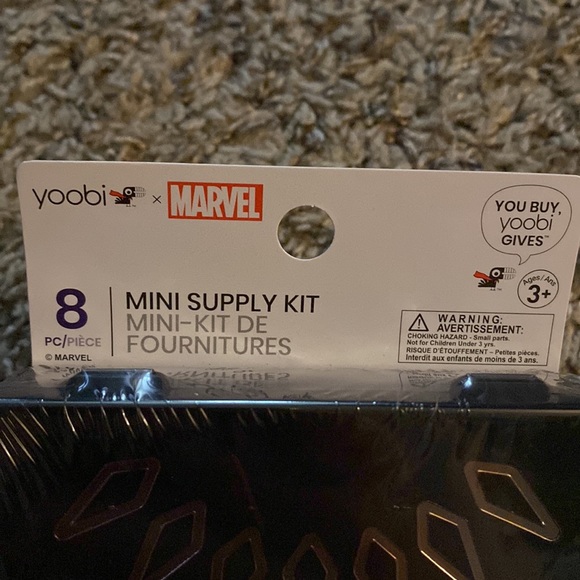 yoobi x MARVEL
YOU BUY,
yoobi
GIVES™
Ages/Ans
3+
8
PC/PIÈCE
© MARVEL
MINI SUPPLY KIT
MINI-KIT DE
FOURNITURES
WARNING:
AVERTISSEMENT:
CHOKING HAZARD - Small parts.
Not for Children Under 3 yrs.
RISQUE D'ÉTOUFFEMENT – Petites pièces.
Interdit aux enfants de moins de 3 ans.